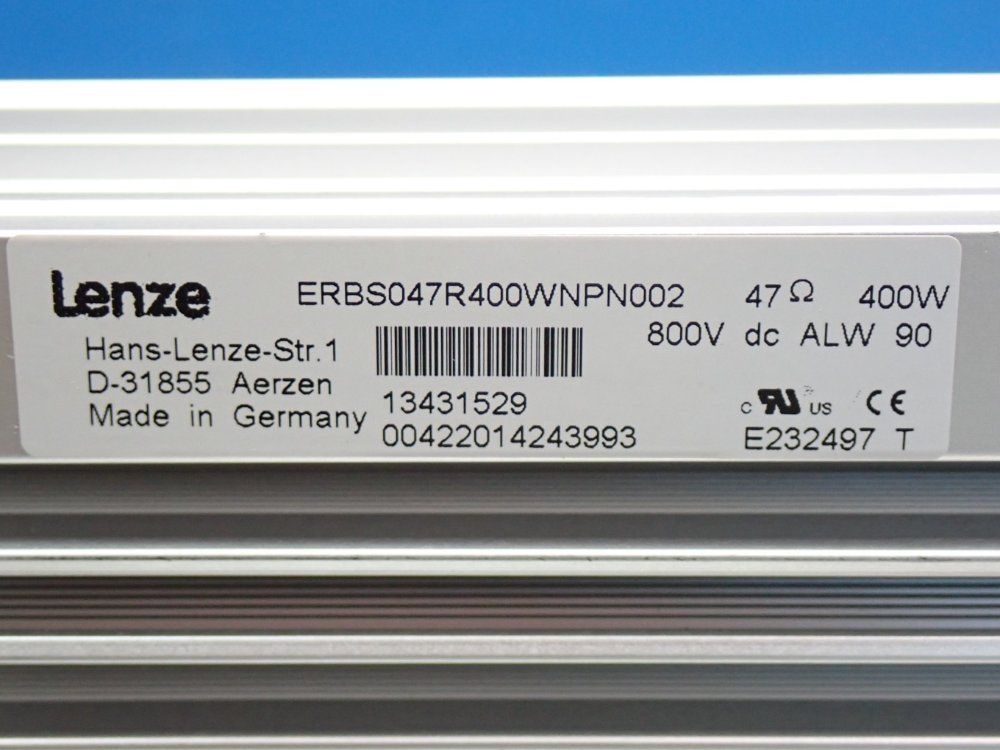 Lenze
ERBS047R400WNPN002 47 Ω 400W
800V dc ALW 90
Hans-Lenze-Str.1
D-31855 Aerzen
Made in Germany
13431529
00422014243993
c RU US CE
E232497 T